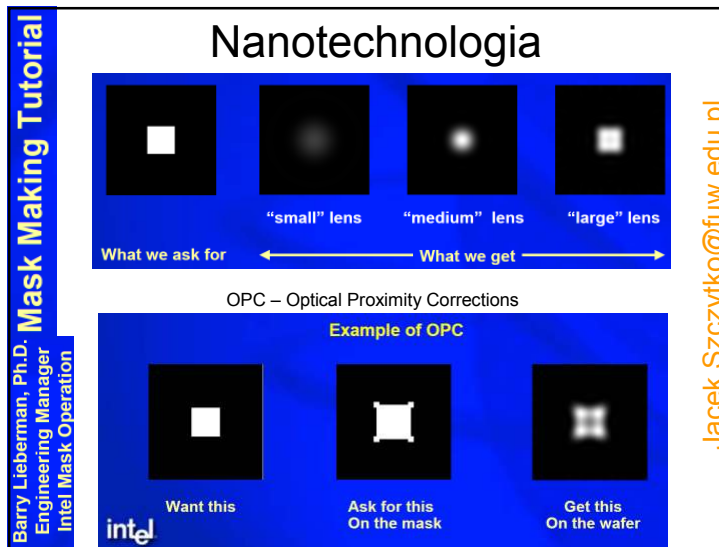 Nanotechnologia
Mask Making Tutorial
Barry Lieberman, Ph.D.
Engineering Manager
Intel Mask Operation
"small" lens
"medium" lens
"large" lens
What we ask for
What we get
OPC – Optical Proximity Corrections
Example of OPC
Want this
Ask for this
On the mask
Get this
On the wafer
intel
Jacek.Szczytko@fuw.edu.pl